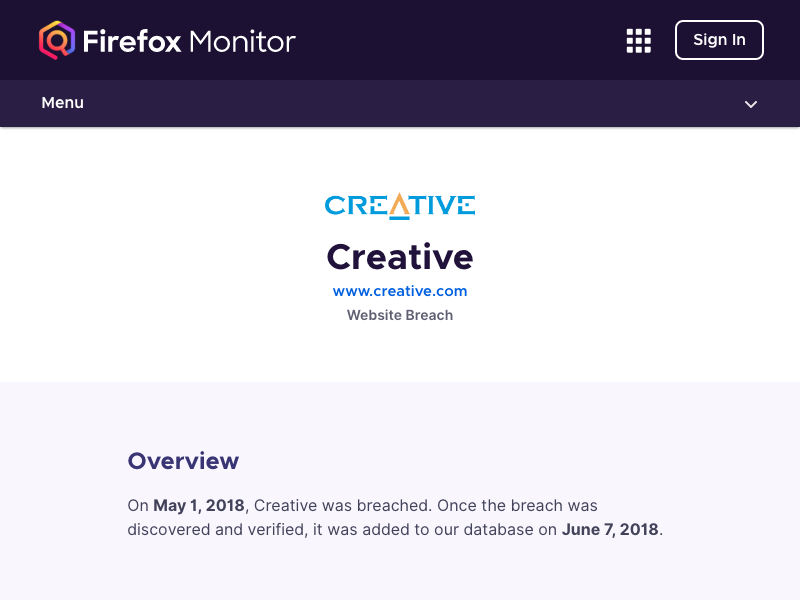 Firefox Monitor
Sign In
Menu
CREATIVE
Creative
www.creative.com
Website Breach
Overview
On May 1, 2018, Creative was breached. Once the breach was
discovered and verified, it was added to our database on June 7, 2018.